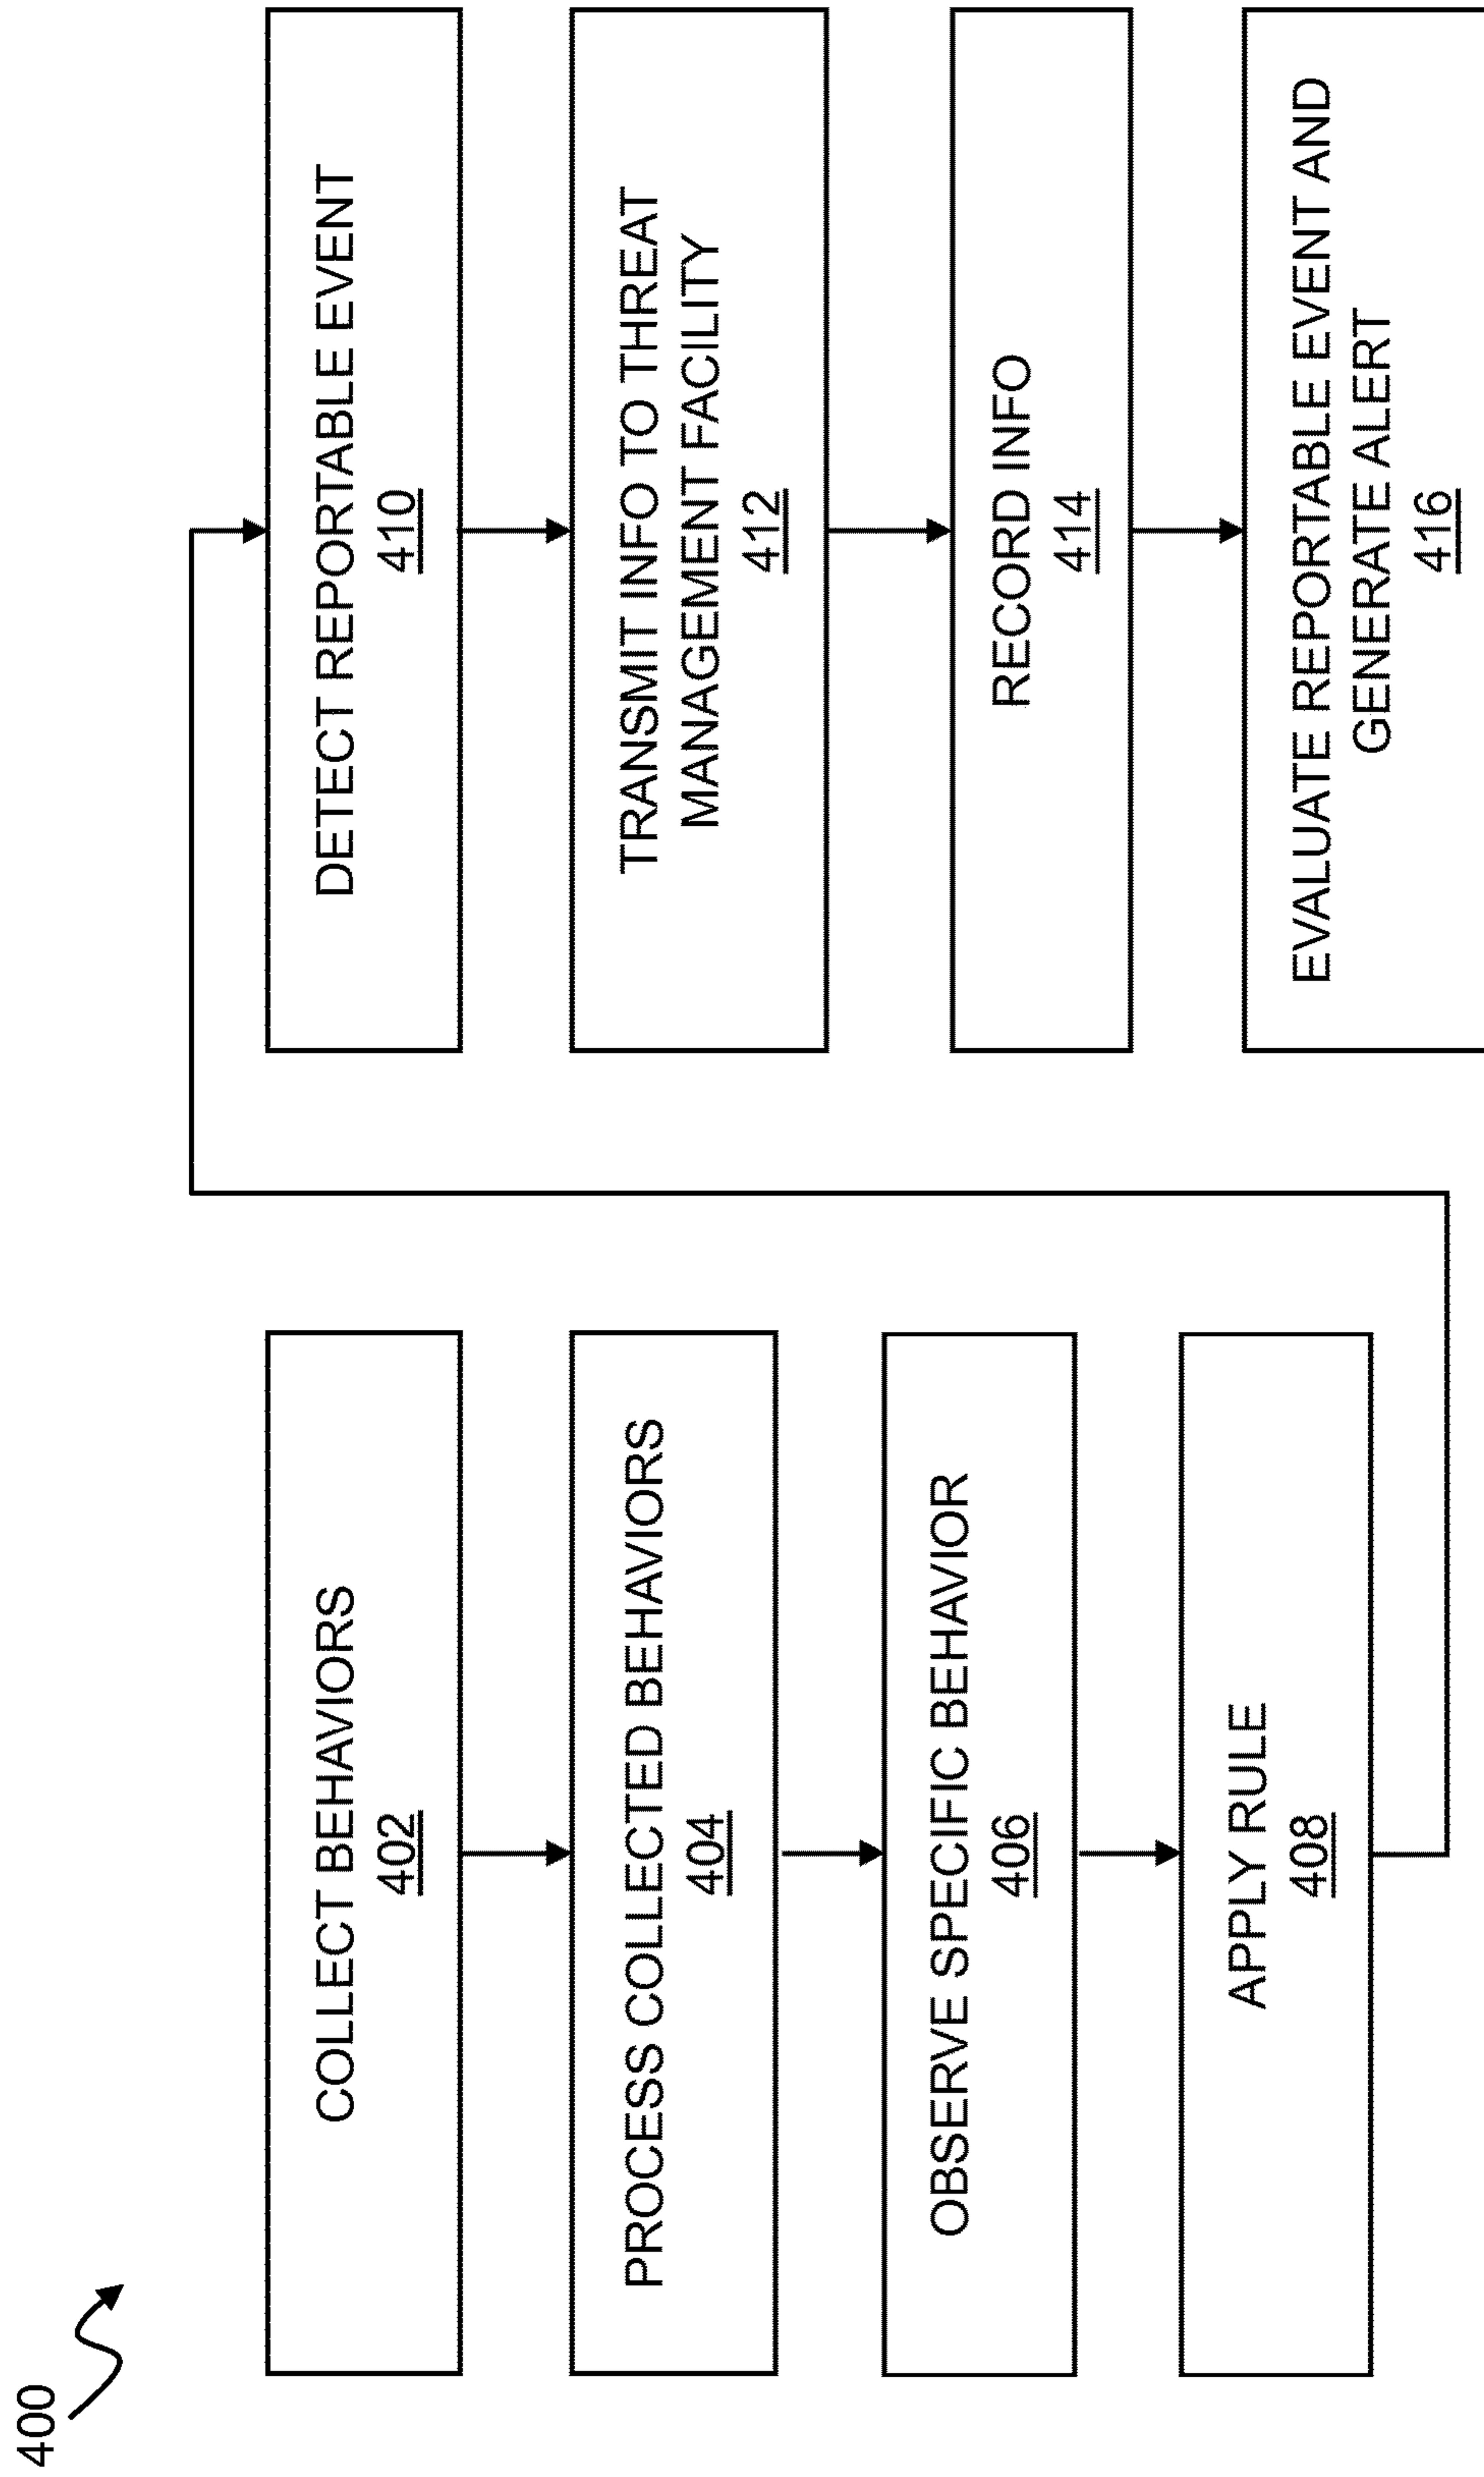 400
COLLECT BEHAVIORS
402
PROCESS COLLECTED BEHAVIORS
404
OBSERVE SPECIFIC BEHAVIOR
406
APPLY RULE
408
DETECT REPORTABLE EVENT
410
TRANSMIT INFO TO THREAT
MANAGEMENT FACILITY
412
RECORD INFO
414
EVALUATE REPORTABLE EVENT AND
GENERATE ALERT
416